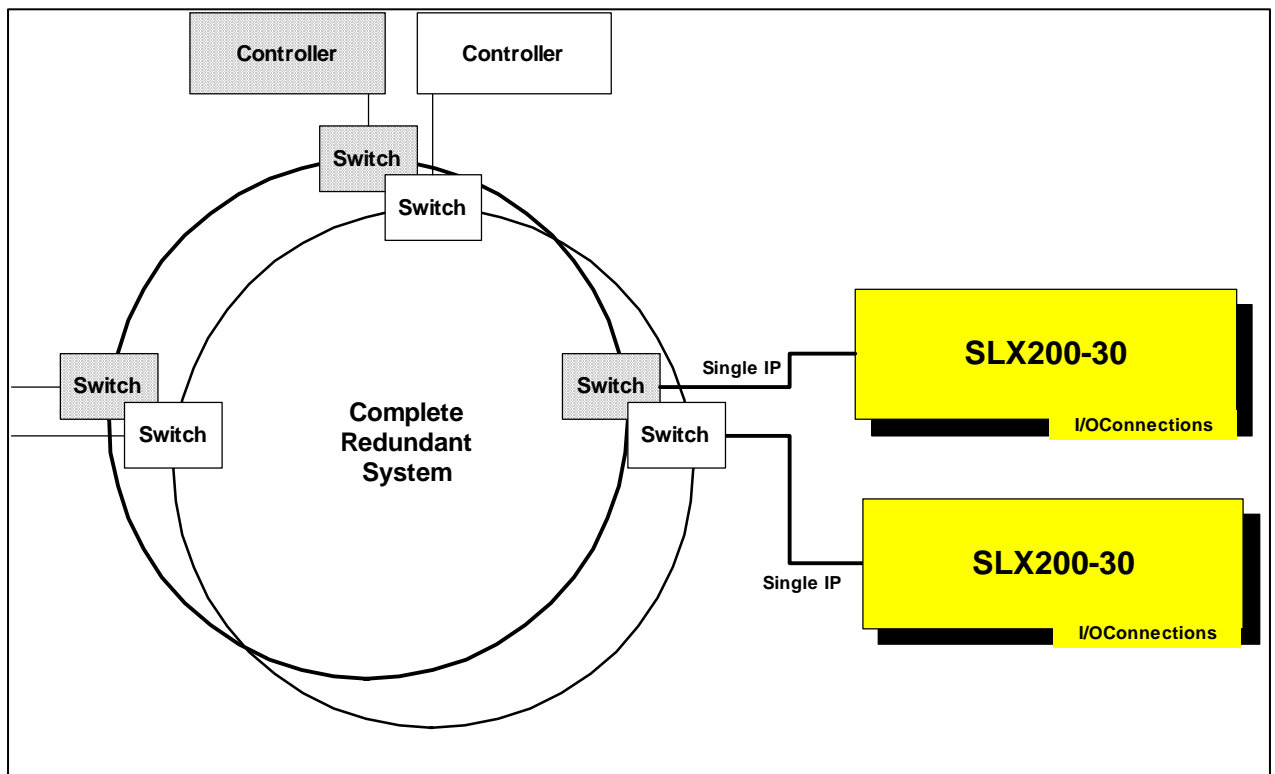 Controller
Controller
Switch
Switch
Switch
Switch
Complete
Redundant
System
Switch
Switch
Single IP
SLX200-30
I/OConnections
Single IP
SLX200-30
I/OConnections